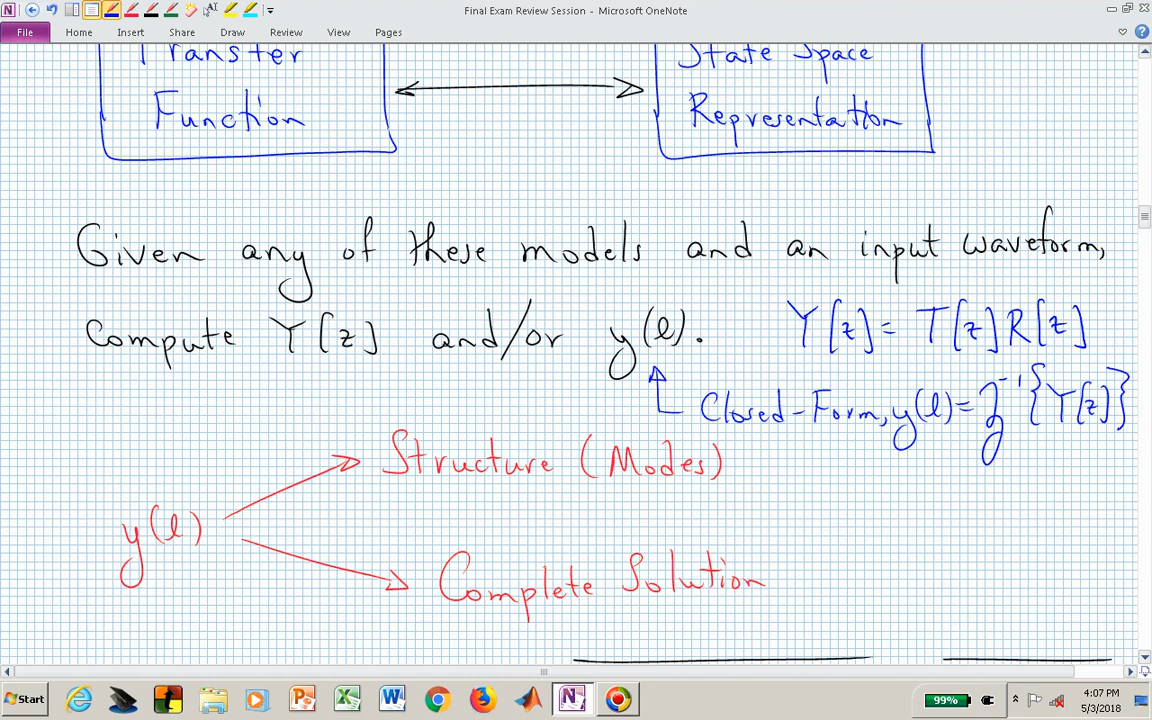 Final Exam Review Session - Microsoft OneNote
File Home Insert Share Draw Review View Pages
Transfer
Function
State Space
Representation
Given any of these models and an input waveform,
Compute Y[z] and/or y(l). Y[z] = T[z]R[z]
Closed-Form, y(l) = Z⁻¹{Y[z]}
Structure (Modes)
y(l)
Complete Solution
Start
99%
4:07 PM
5/3/2018